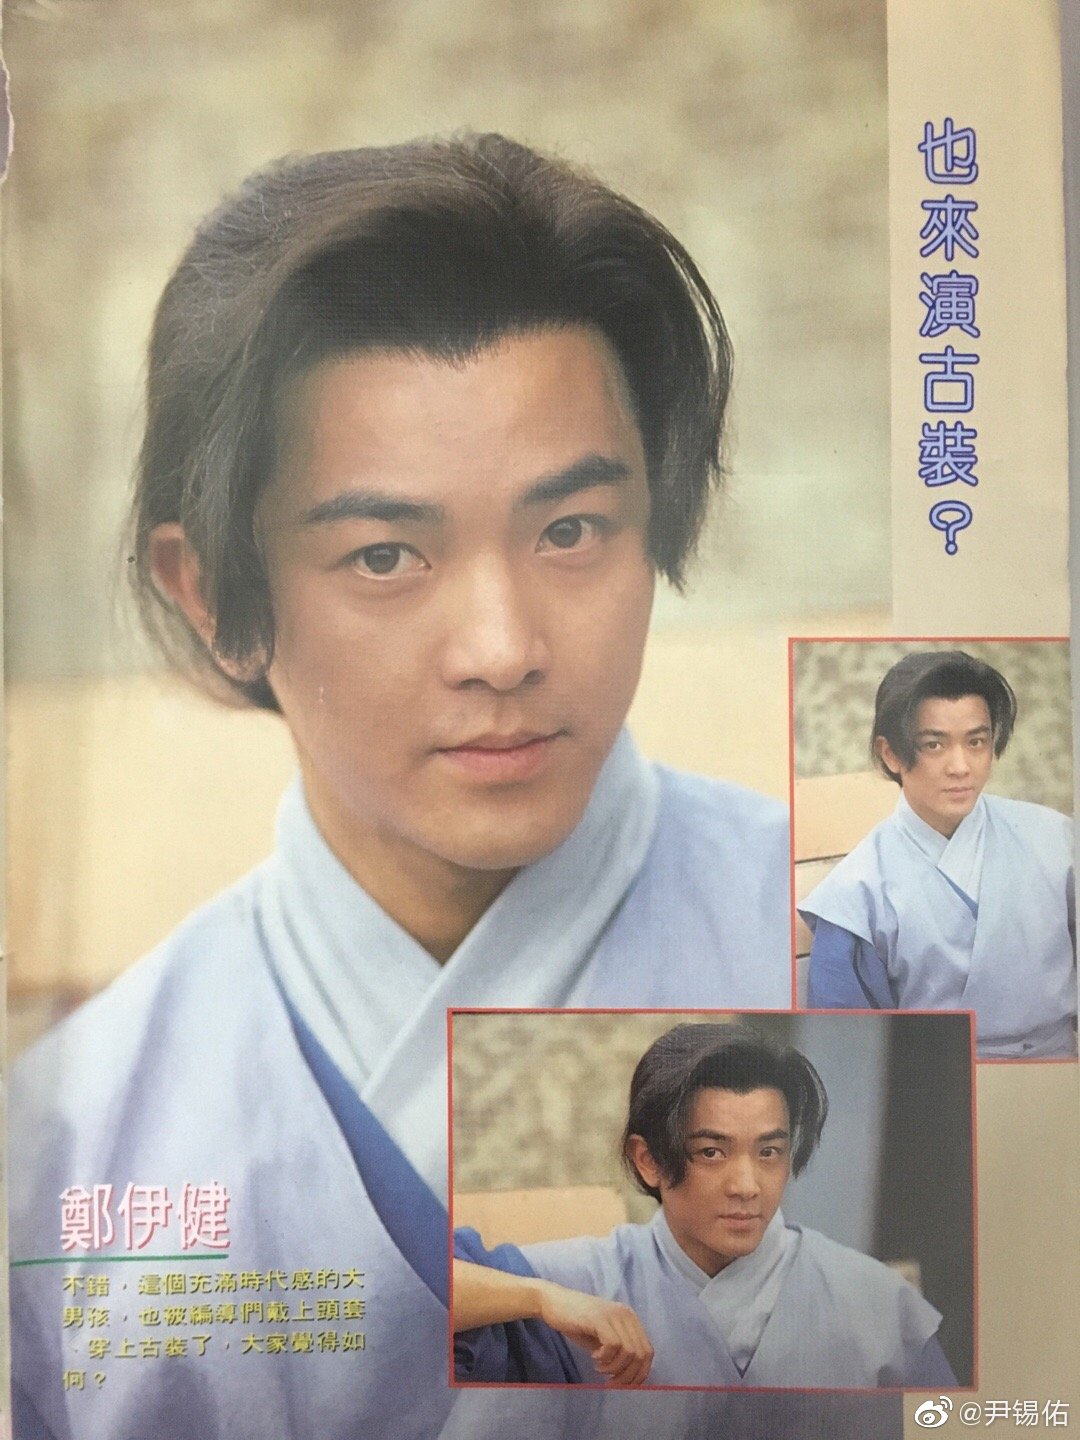 也來演古裝？
鄭伊健
不錯，這個充滿時代感的大
男孩，也被編導們戴上頭套
、穿上古裝了，大家覺得如
何？
@尹锡佑